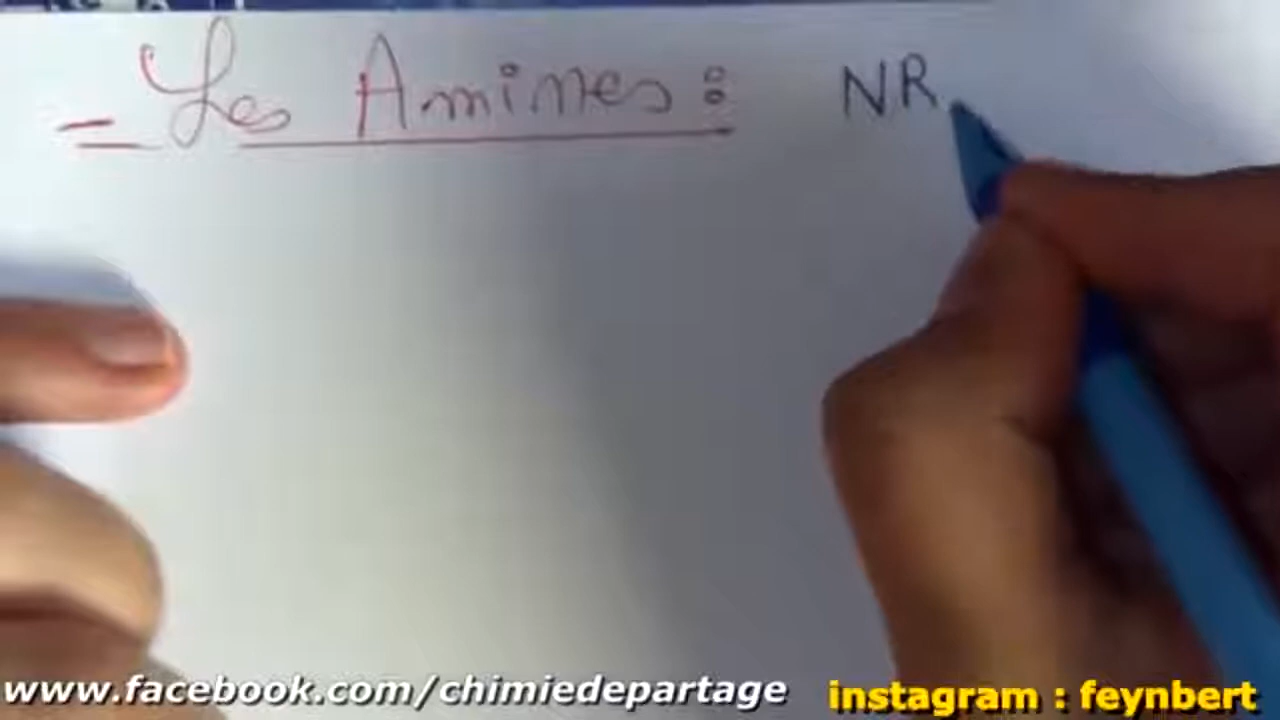 - Les Amines : NR
www.facebook.com/chimiedepartage
instagram : feynbert